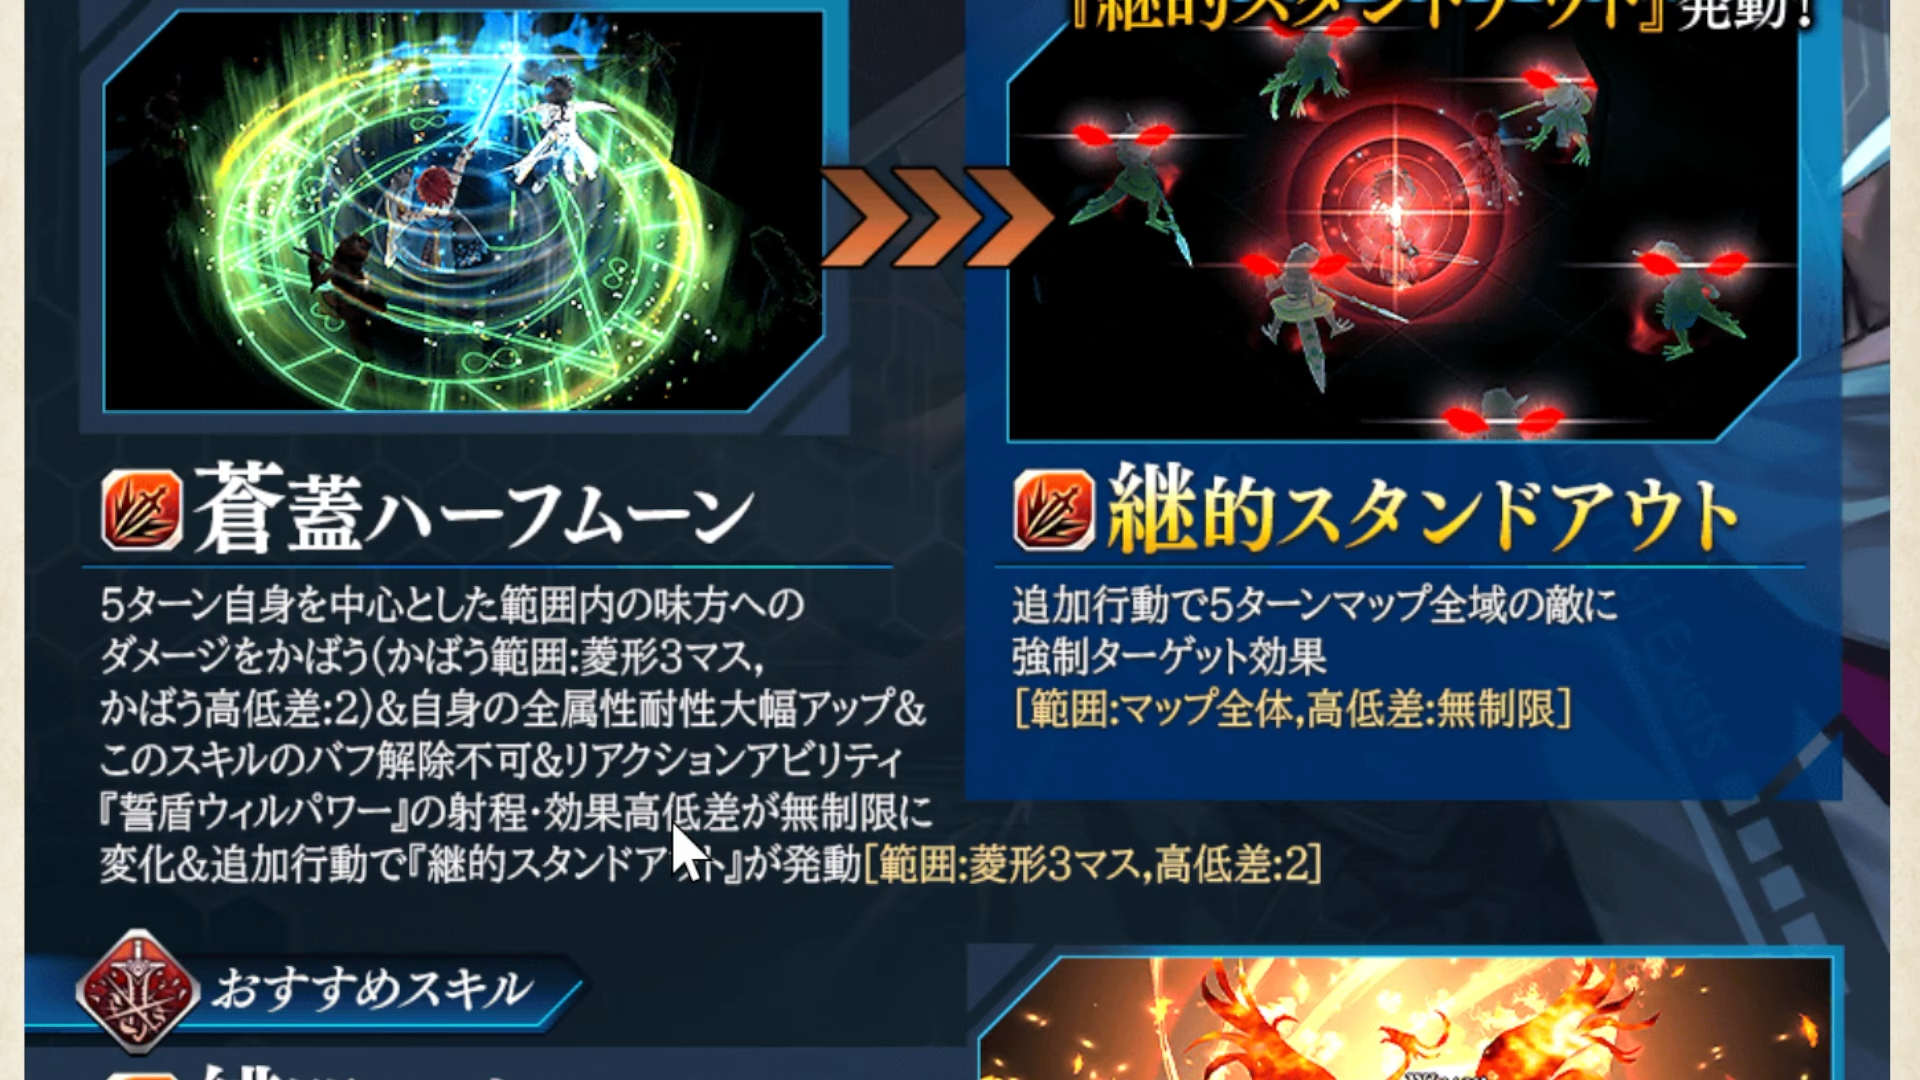 『継的スタンドアウト』発動!
蒼蓋ハーフムーン
5ターン自身を中心とした範囲内の味方への
ダメージをかばう(かばう範囲:菱形3マス,
かばう高低差:2)&自身の全属性耐性大幅アップ&
このスキルのバフ解除不可&リアクションアビリティ
『誓盾ウィルパワー』の射程・効果高低差が無制限に
変化&追加行動で『継的スタンドアウト』が発動[範囲:菱形3マス,高低差:2]
継的スタンドアウト
追加行動で5ターンマップ全域の敵に
強制ターゲット効果
[範囲:マップ全体,高低差:無制限]
おすすめスキル